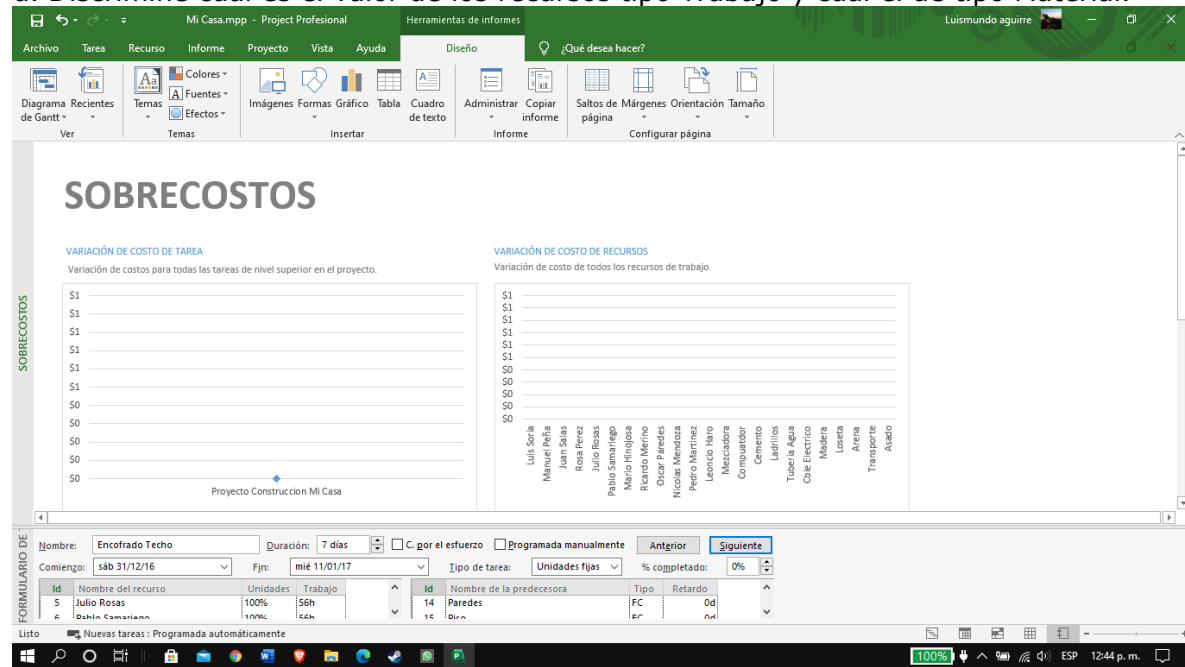 Mi Casa.mpp - Project Profesional
Herramientas de informes
Luismundo aguirre
Archivo Tarea Recurso Informe Proyecto Vista Ayuda Diseño ¿Qué desea hacer?
Diagrama de Gantt
Recientes
Ver
Temas
Colores
Fuentes
Efectos
Temas
Imágenes
Formas
Gráfico
Tabla
Cuadro de texto
Insertar
Administrar
Copiar informe
Informe
Saltos de página
Márgenes
Orientación
Tamaño
Configurar página
SOBRECOSTOS
SOBRECOSTOS
VARIACIÓN DE COSTO DE TAREA
Variación de costos para todas las tareas de nivel superior en el proyecto.
$1
$1
$1
$1
$1
$1
$0
$0
$0
$0
$0
Proyecto Construccion Mi Casa
VARIACIÓN DE COSTO DE RECURSOS
Variación de costo de todos los recursos de trabajo.
$1
$1
$1
$1
$1
$1
$0
$0
$0
$0
$0
Luis Soria
Manuel Peña
Juan Salas
Rosa Perez
Julio Rosas
Pablo Samariego
Mario Hinojosa
Ricardo Merino
Oscar Paredes
Nicolas Mendoza
Pedro Martinez
Leoncio Haro
Mezcladora
Compuatdor
Cemento
Ladrillos
Tuberia Agua
Cble Electrico
Madera
Loseta
Arena
Transporte
Asado
FORMULARIO DE
Nombre: Encofrado Techo Duración: 7 días C. por el esfuerzo Programada manualmente Anterior Siguiente
Comienzo: sáb 31/12/16 Fin: mié 11/01/17 Tipo de tarea: Unidades fijas % completado: 0%
Id Nombre del recurso Unidades Trabajo Id Nombre de la predecesora Tipo Retardo
5 Julio Rosas 100% 56h 14 Paredes FC 0d
6 Pablo Samariego 100% 56h 15 Piso FC 0d
Listo Nuevas tareas : Programada automáticamente
100% ESP 12:44 p. m.